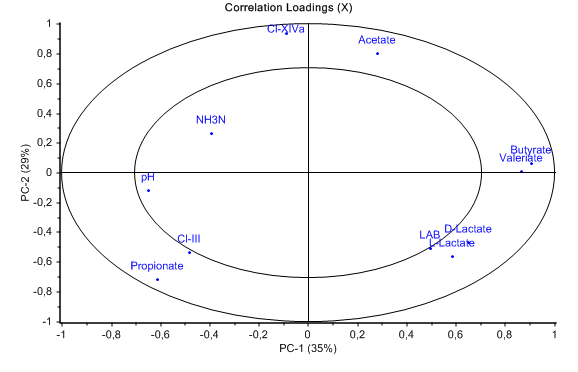 Correlation Loadings (X)
1
Cl-XIVa
Acetate
0,8
0,6
0,4
NH3N
0,2
Butyrate
Valeriate
0
pH
-0,2
D-Lactate
-0,4
LAB
Cl-III
L-Lactate
-0,6
Propionate
-0,8
-1
PC-2 (29%)
-1 -0,8 -0,6 -0,4 -0,2 0 0,2 0,4 0,6 0,8 1
PC-1 (35%)